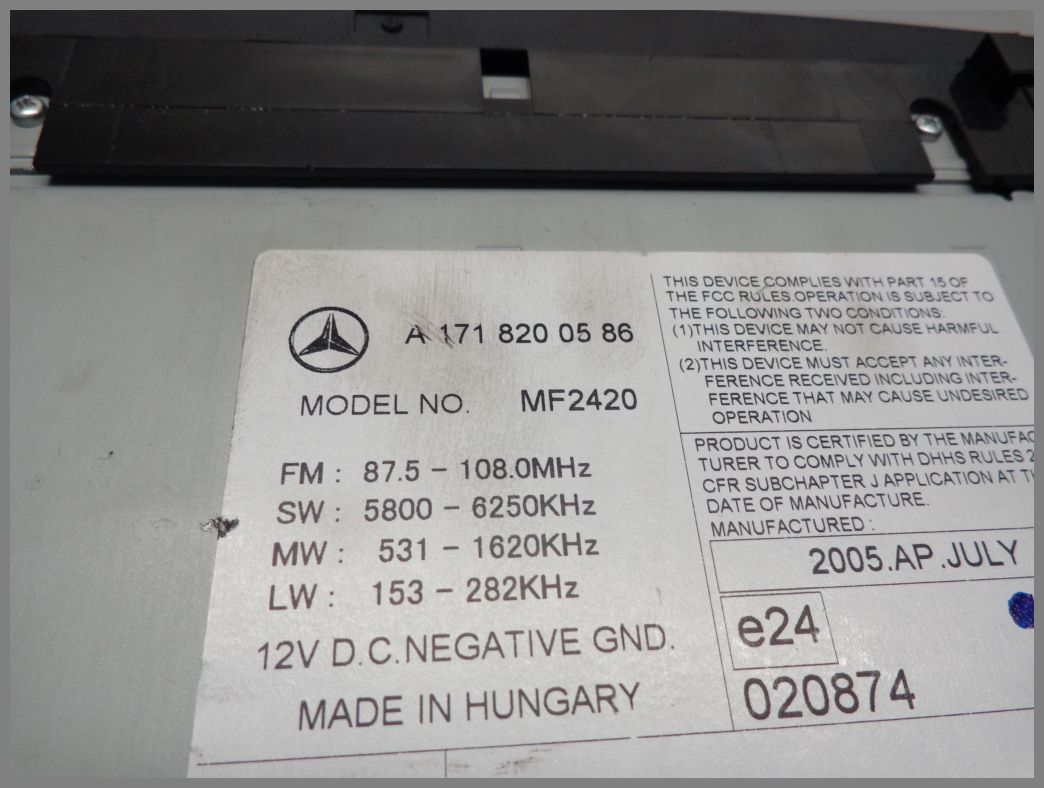 A 171 820 05 86
MODEL NO. MF2420
FM : 87.5 - 108.0MHz
SW : 5800 - 6250KHz
MW : 531 - 1620KHz
LW : 153 - 282KHz
12V D.C.NEGATIVE GND.
MADE IN HUNGARY
THIS DEVICE COMPLIES WITH PART 15 OF
THE FCC RULES.OPERATION IS SUBJECT TO
THE FOLLOWING TWO CONDITIONS:
(1)THIS DEVICE MAY NOT CAUSE HARMFUL
INTERFERENCE.
(2)THIS DEVICE MUST ACCEPT ANY INTER-
FERENCE RECEIVED INCLUDING INTER-
FERENCE THAT MAY CAUSE UNDESIRED
OPERATION
PRODUCT IS CERTIFIED BY THE MANUFAC
TURER TO COMPLY WITH DHHS RULES 2
CFR SUBCHAPTER J APPLICATION AT
DATE OF MANUFACTURE.
MANUFACTURED :
2005.AP.JULY
e24
020874